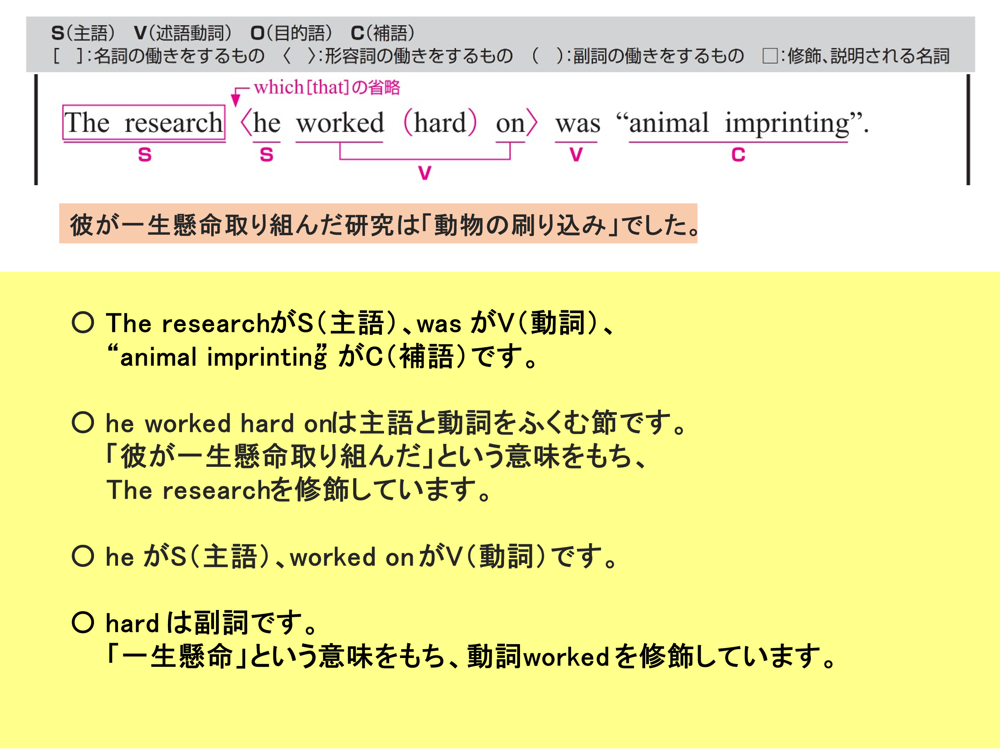 S(主語) V(述語動詞) O(目的語) C(補語)
[ ]:名詞の働きをするもの 〈 〉:形容詞の働きをするもの ( ):副詞の働きをするもの □:修飾、説明される名詞
which[that]の省略
The research 〈he worked (hard) on〉 was “animal imprinting”.
S S V C
V
彼が一生懸命取り組んだ研究は「動物の刷り込み」でした。
○ The researchがS(主語)、was がV(動詞)、
“animal imprinting” がC(補語)です。
○ he worked hard onは主語と動詞をふくむ節です。
「彼が一生懸命取り組んだ」という意味をもち、
The researchを修飾しています。
○ he がS(主語)、worked onがV(動詞)です。
○ hardは副詞です。
「一生懸命」という意味をもち、動詞workedを修飾しています。